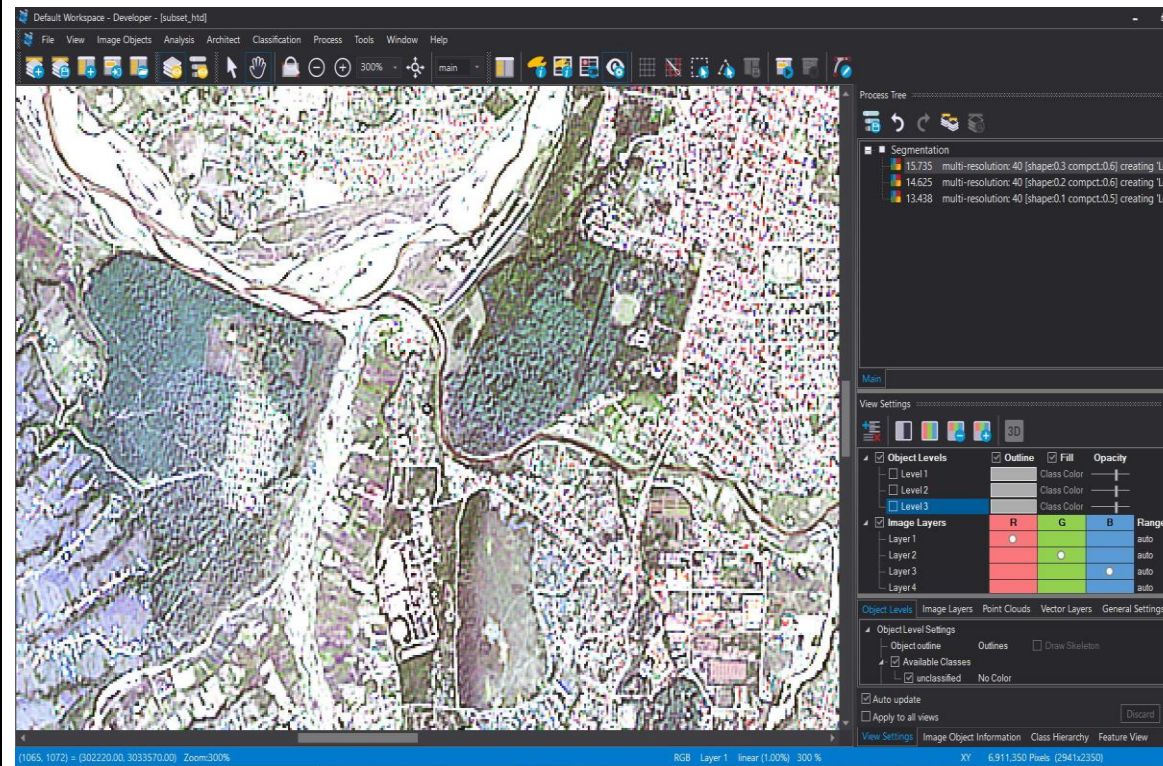 Default Workspace - Developer - [subset_htd]
File View Image Objects Analysis Architect Classification Process Tools Window Help
300% main
Process Tree
Segmentation
15.735 multi-resolution: 40 [shape:0.3 compct.:0.6] creating 'L
14.625 multi-resolution: 40 [shape:0.2 compct.:0.6] creating 'L
13.438 multi-resolution: 40 [shape:0.1 compct.:0.5] creating 'L
Main
View Settings
3D
Object Levels Outline Fill Opacity
Level 1 Class Color
Level 2 Class Color
Level 3 Class Color
Image Layers R G B Range
Layer 1 auto
Layer 2 auto
Layer 3 auto
Layer 4 auto
Object Levels Image Layers Point Clouds Vector Layers General Settings
Object Level Settings
Object outline Outlines Draw Skeleton
Available Classes
unclassified No Color
Auto update
Apply to all views Discard
View Settings Image Object Information Class Hierarchy Feature View
(1065, 1072) = (302220.00, 3033570.00) Zoom:300% RGB Layer 1 linear (1.00%) 300 % XY 6,911,350 Pixels (2941x2350)